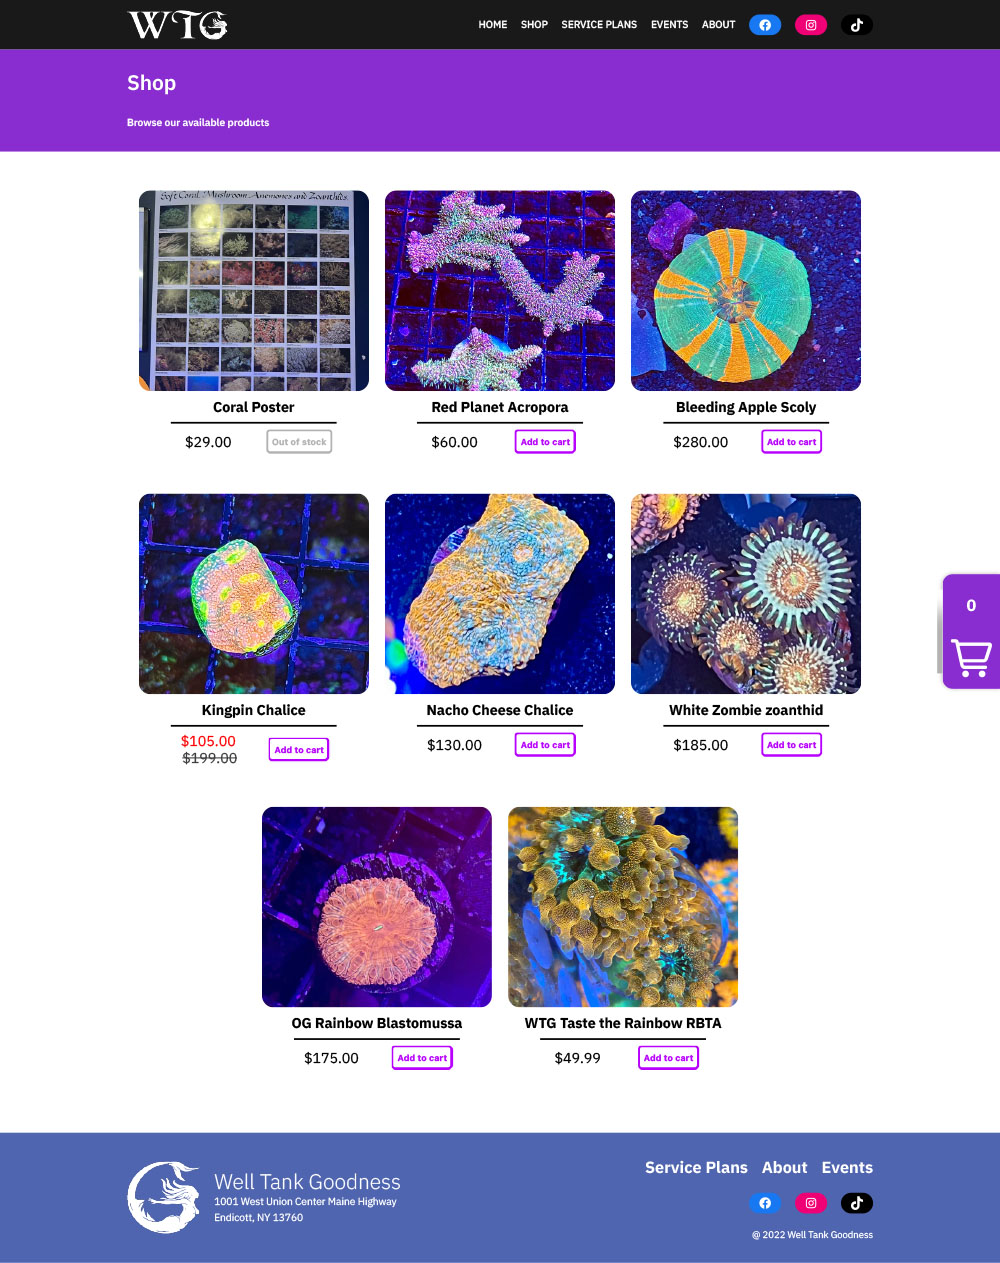 WTG
HOME SHOP SERVICE PLANS EVENTS ABOUT
Shop
Browse our available products
Soft Coral, Mushroom, Anemones and Zoanthids
Coral Poster
$29.00 Out of stock
Red Planet Acropora
$60.00 Add to cart
Bleeding Apple Scoly
$280.00 Add to cart
Kingpin Chalice
$105.00
$199.00 Add to cart
Nacho Cheese Chalice
$130.00 Add to cart
White Zombie zoanthid
$185.00 Add to cart
0
OG Rainbow Blastomussa
$175.00 Add to cart
WTG Taste the Rainbow RBTA
$49.99 Add to cart
Well Tank Goodness
1001 West Union Center Maine Highway
Endicott, NY 13760
Service Plans About Events
@ 2022 Well Tank Goodness